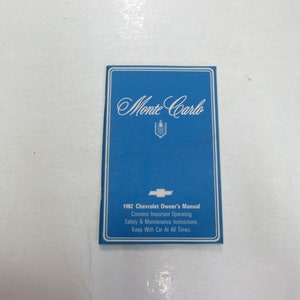 Monte Carlo
1982 Chevrolet Owner's Manual
Contains Important Operating
Safety & Maintenance Instructions
Keep With Car At All Times